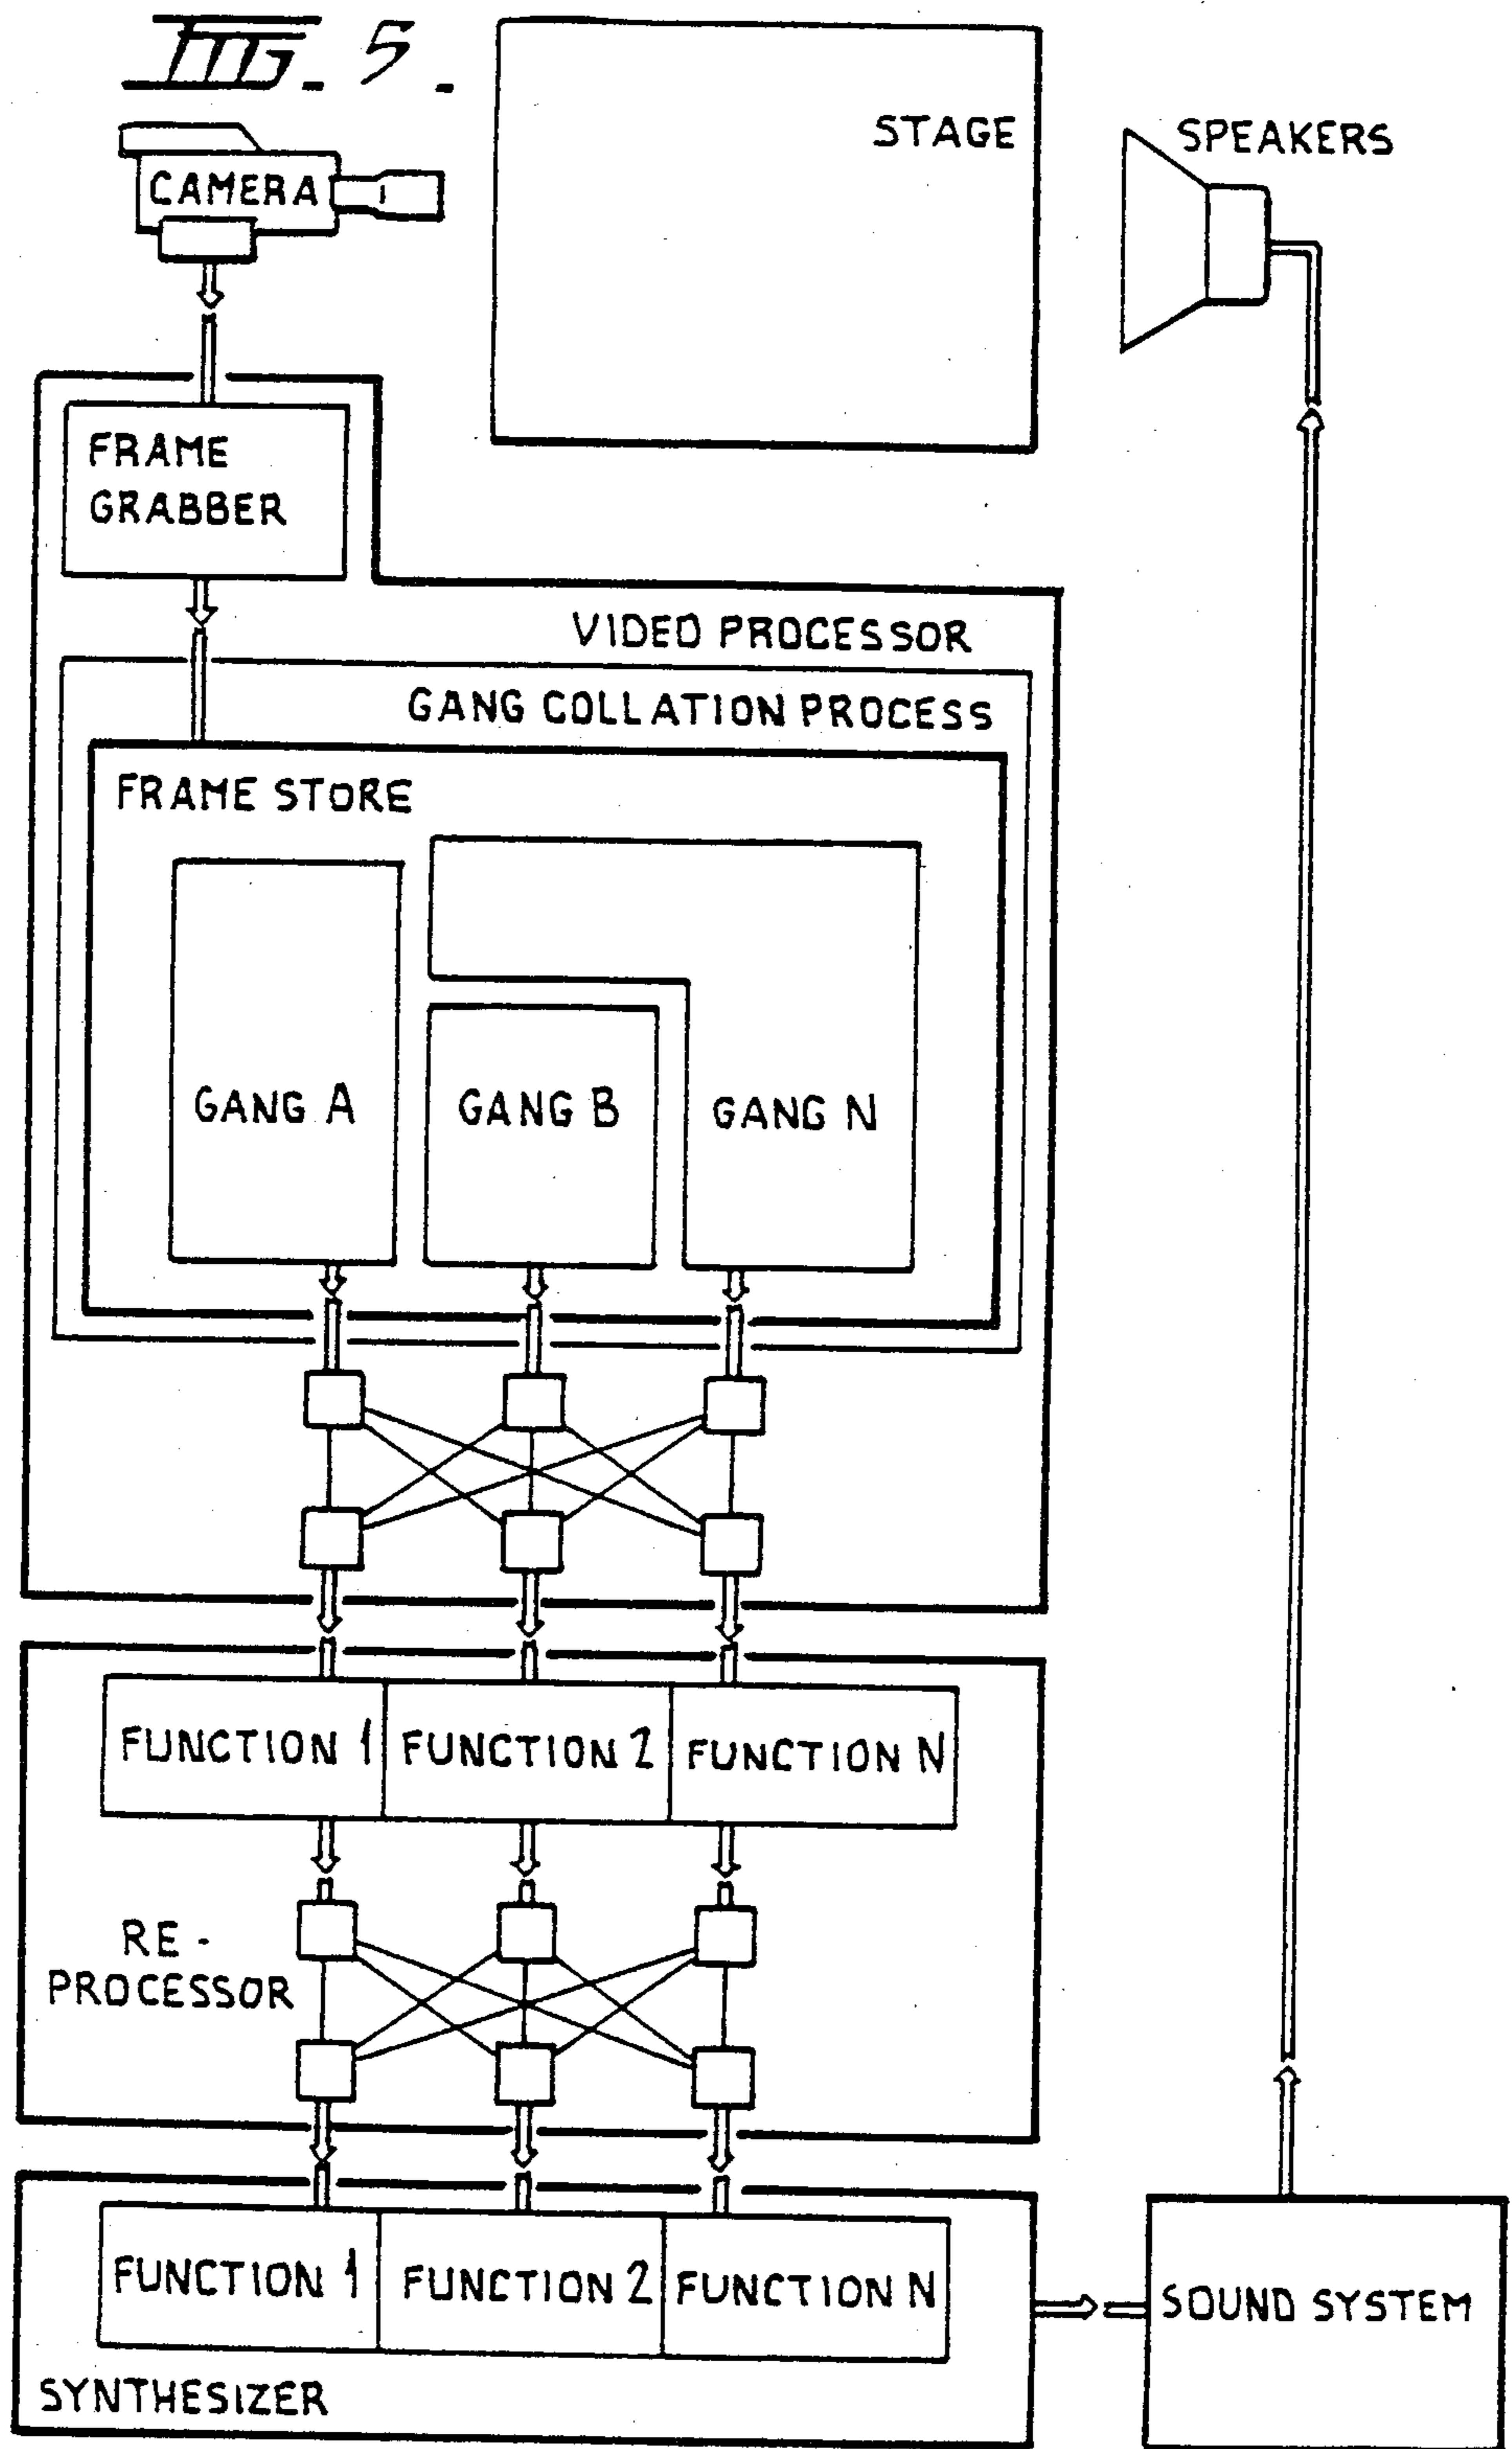 FIG. 5.
STAGE
SPEAKERS
CAMERA
FRAME
GRABBER
VIDEO PROCESSOR
GANG COLLATION PROCESS
FRAME STORE
GANG A
GANG B
GANG N
FUNCTION 1
FUNCTION 2
FUNCTION N
RE-
PROCESSOR
FUNCTION 1
FUNCTION 2
FUNCTION N
SYNTHESIZER
SOUND SYSTEM